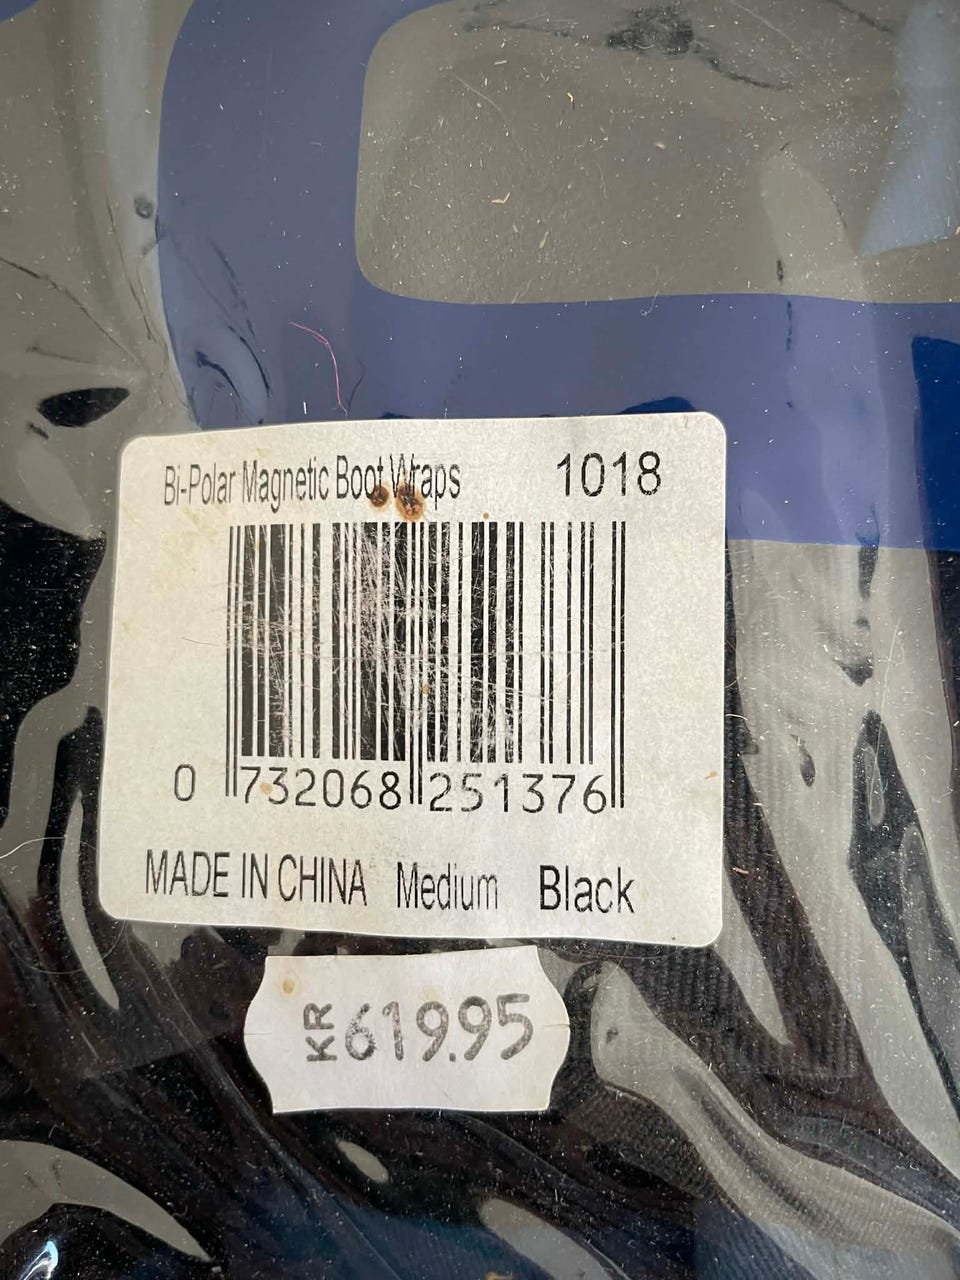 Bi-Polar Magnetic Boot Wraps 1018
0 732068 251376
MADE IN CHINA Medium Black
KR 619.95